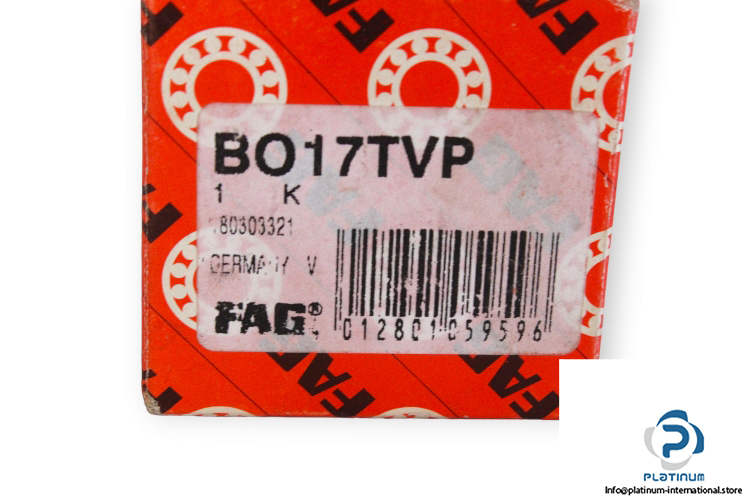 BO17TVP
1 K
80303321
GERMANY V
FAG®
012801059596
PLATINUM
Info@platinum-international.store